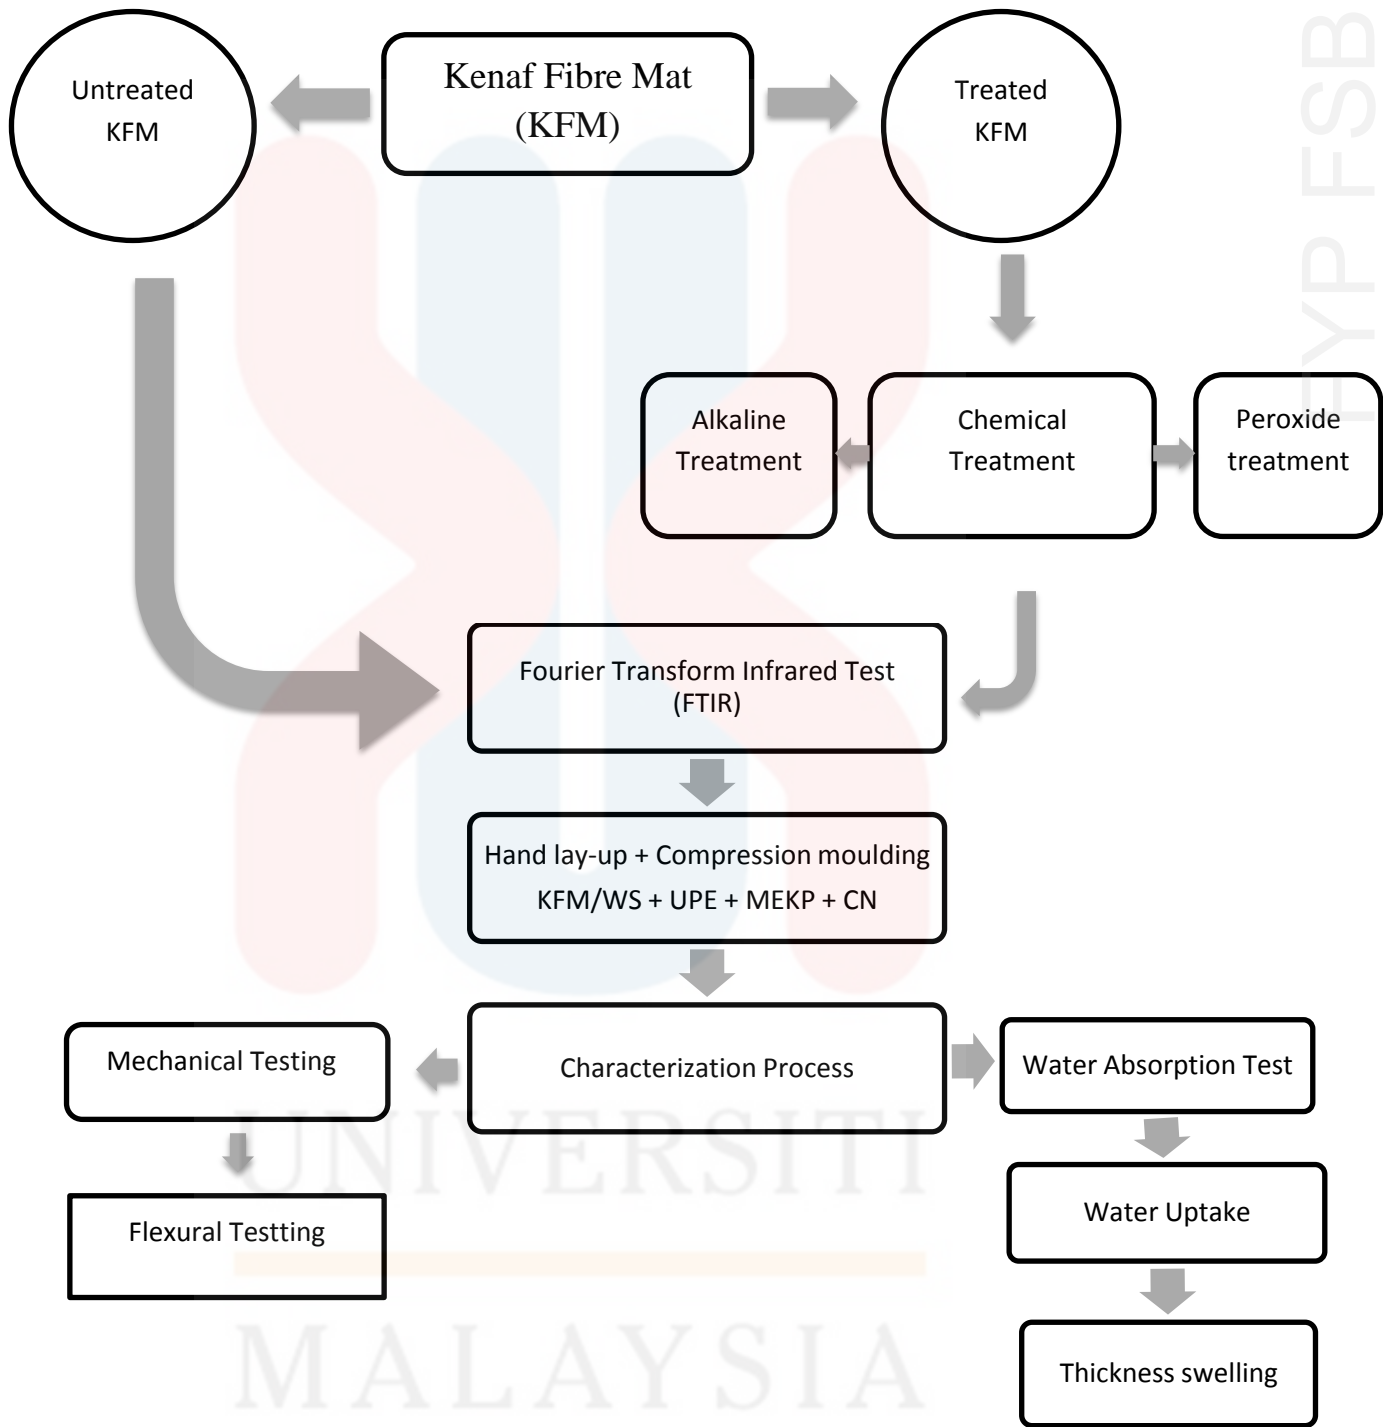 Untreated
KFM
Kenaf Fibre Mat
(KFM)
Treated
KFM
FYP FSB
Alkaline
Treatment
Chemical
Treatment
Peroxide
treatment
Fourier Transform Infrared Test
(FTIR)
Hand lay-up + Compression moulding
KFM/WS + UPE + MEKP + CN
Mechanical Testing
Characterization Process
Water Absorption Test
UNIVERSITI
Flexural Testting
Water Uptake
MALAYSIA
Thickness swelling